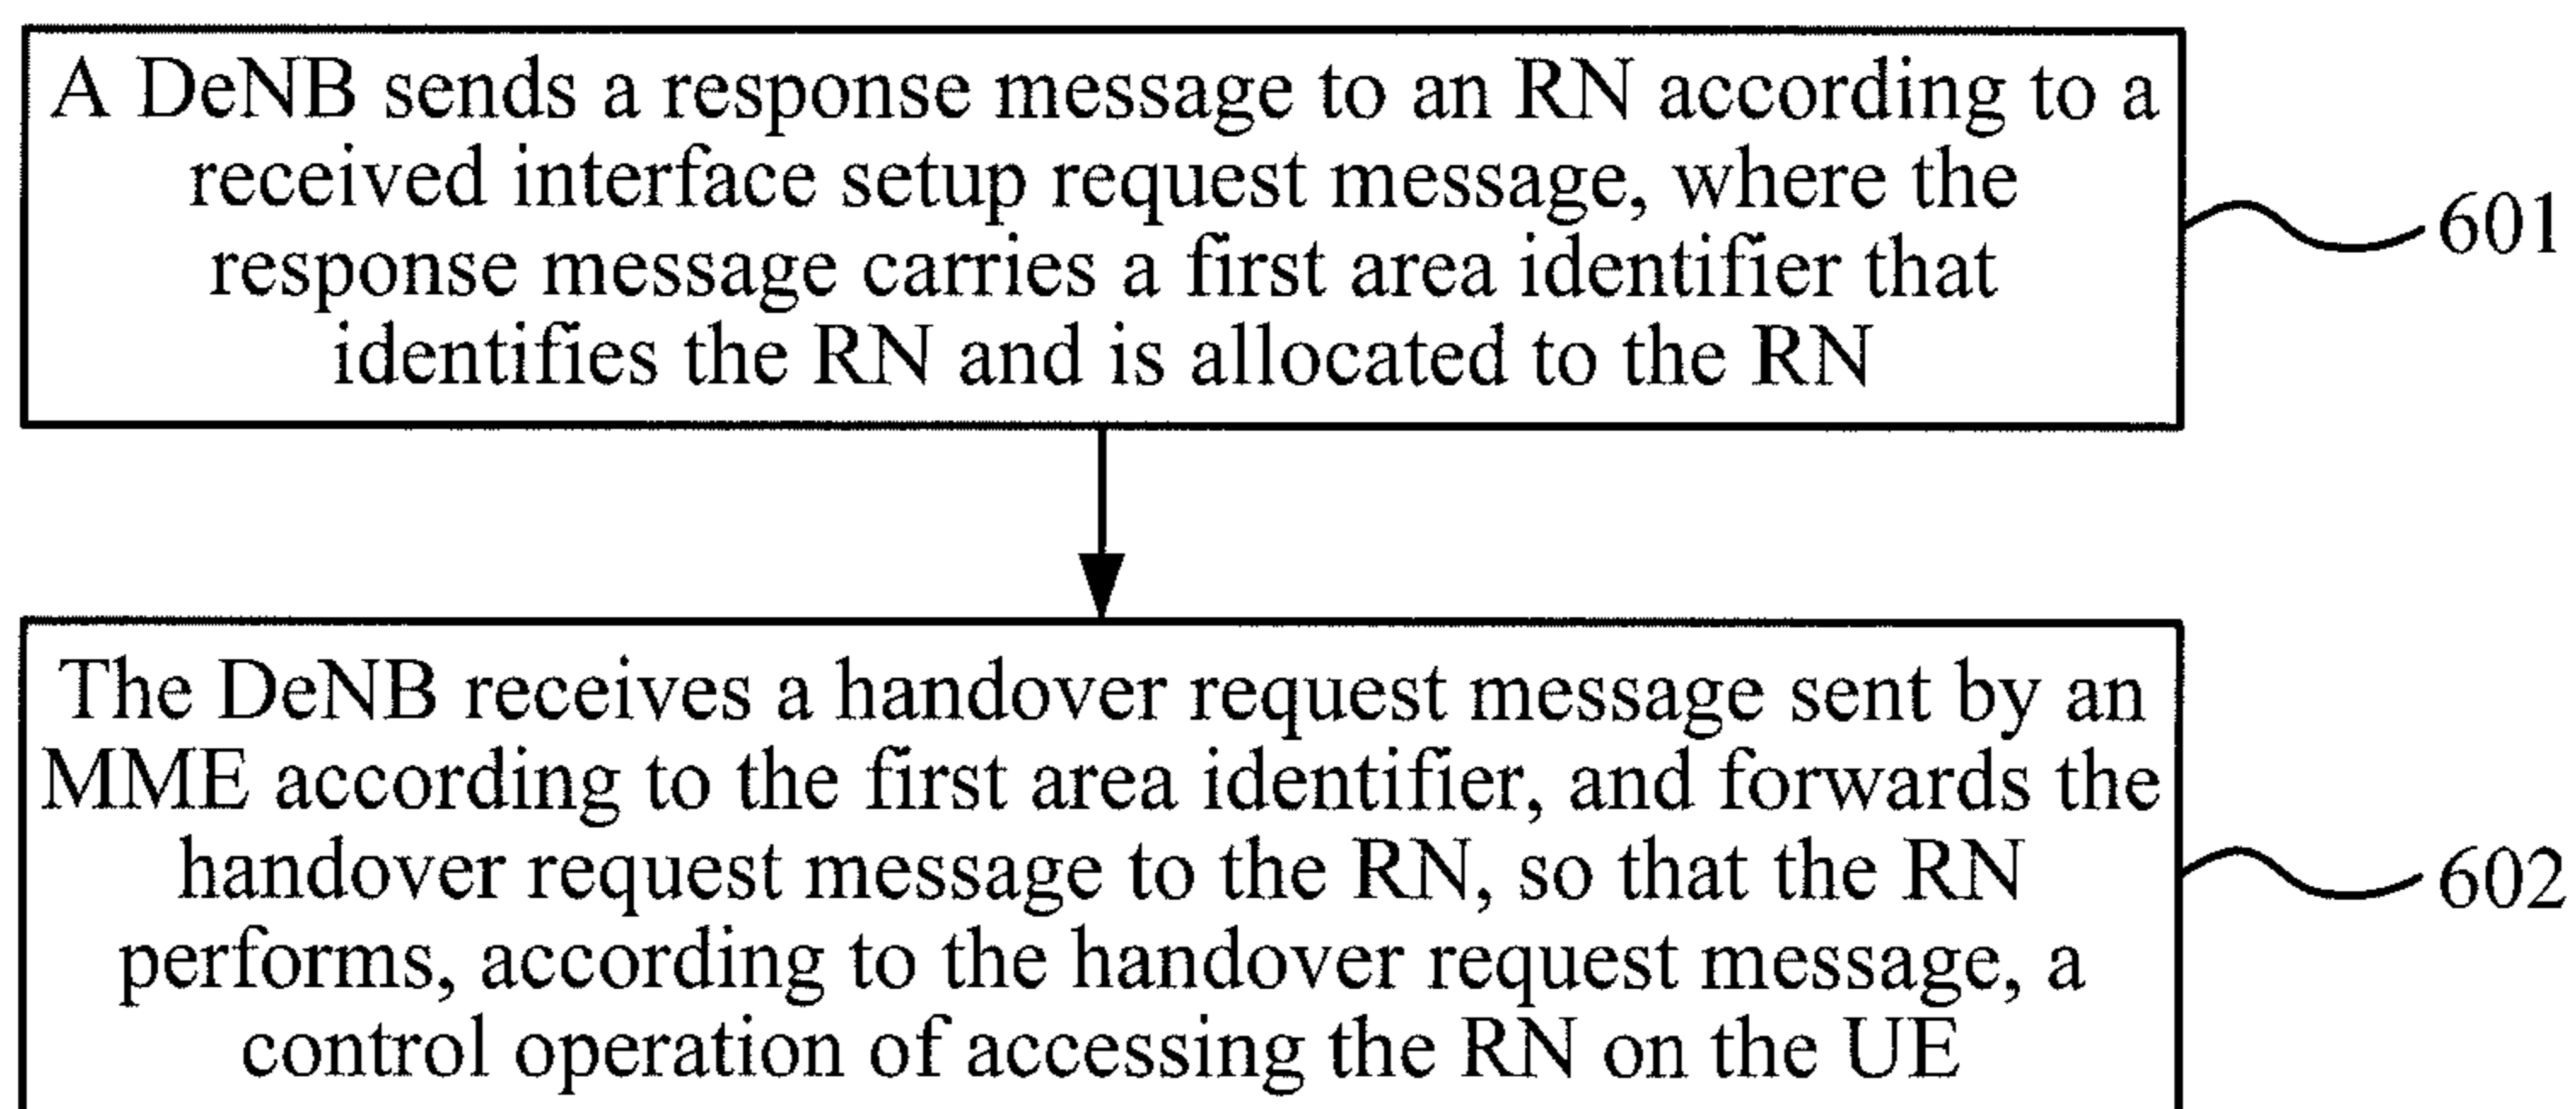 A DeNB sends a response message to an RN according to a
received interface setup request message, where the
response message carries a first area identifier that
identifies the RN and is allocated to the RN
601
The DeNB receives a handover request message sent by an
MME according to the first area identifier, and forwards the
handover request message to the RN, so that the RN
performs, according to the handover request message, a
control operation of accessing the RN on the UE
602